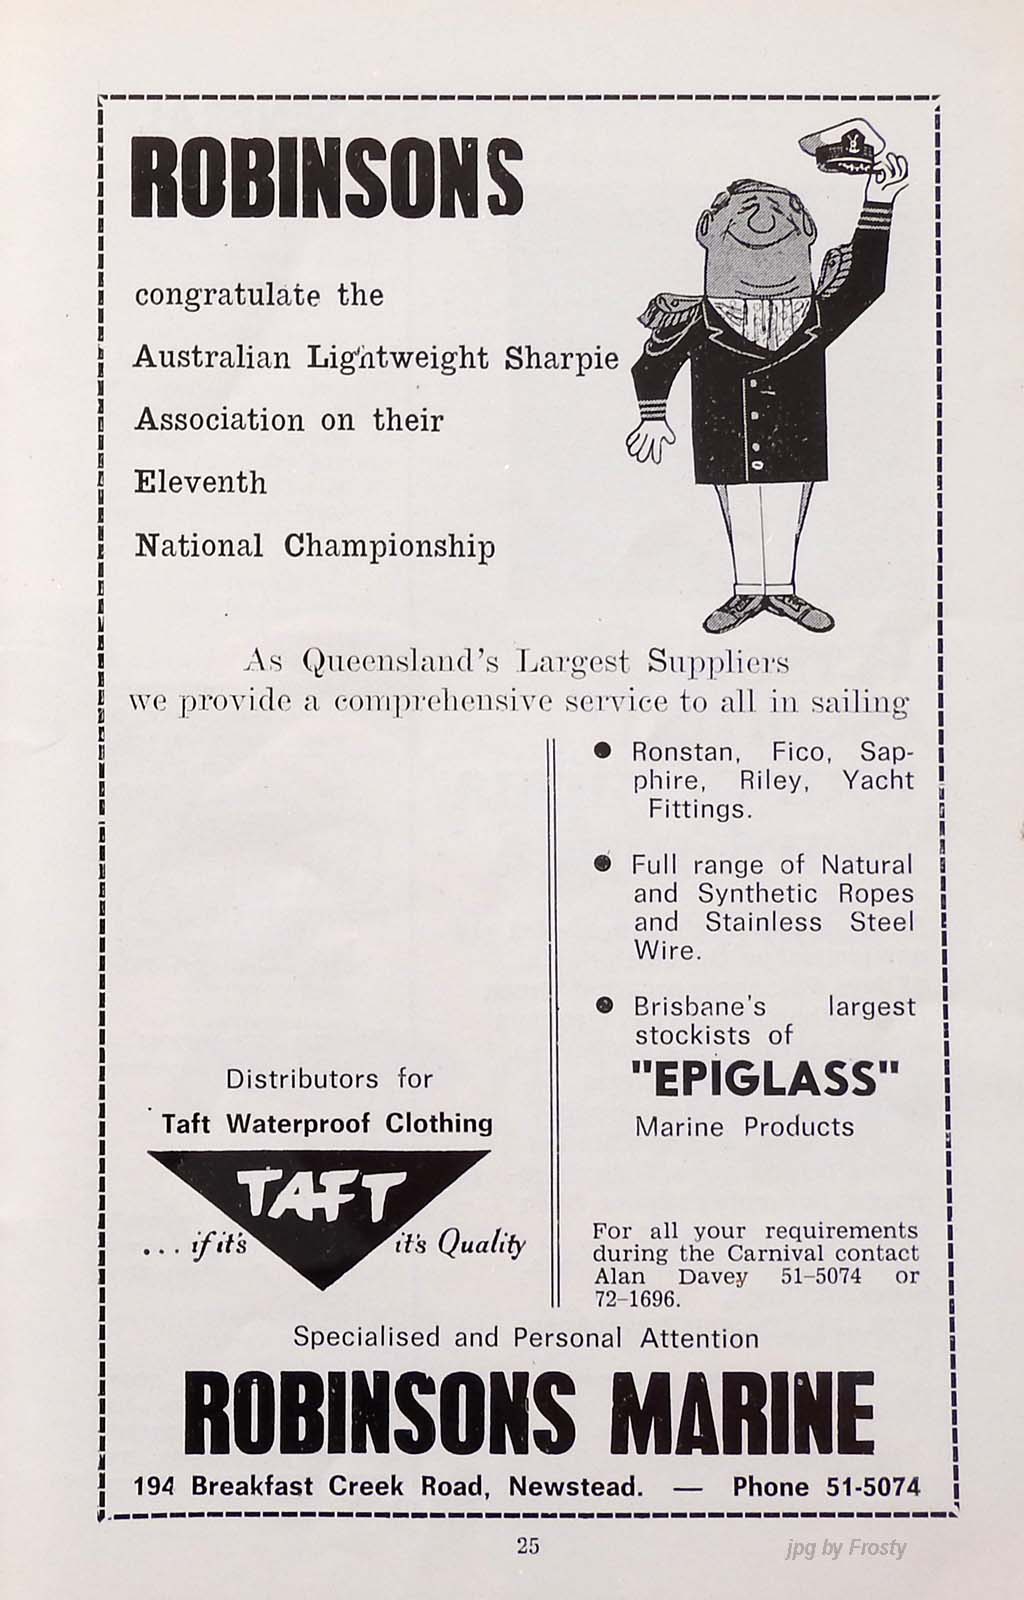 ROBINSONS
congratulate the
Australian Lightweight Sharpie
Association on their
Eleventh
National Championship
As Queensland's Largest Suppliers
we provide a comprehensive service to all in sailing
● Ronstan, Fico, Sap-
phire, Riley, Yacht
Fittings.
● Full range of Natural
and Synthetic Ropes
and Stainless Steel
Wire.
● Brisbane's largest
stockists of
"EPIGLASS"
Marine Products
Distributors for
Taft Waterproof Clothing
TAFT
... if it's it's Quality
For all your requirements
during the Carnival contact
Alan Davey 51-5074 or
72-1696.
Specialised and Personal Attention
ROBINSONS MARINE
194 Breakfast Creek Road, Newstead. — Phone 51-5074
25
jpg by Frosty